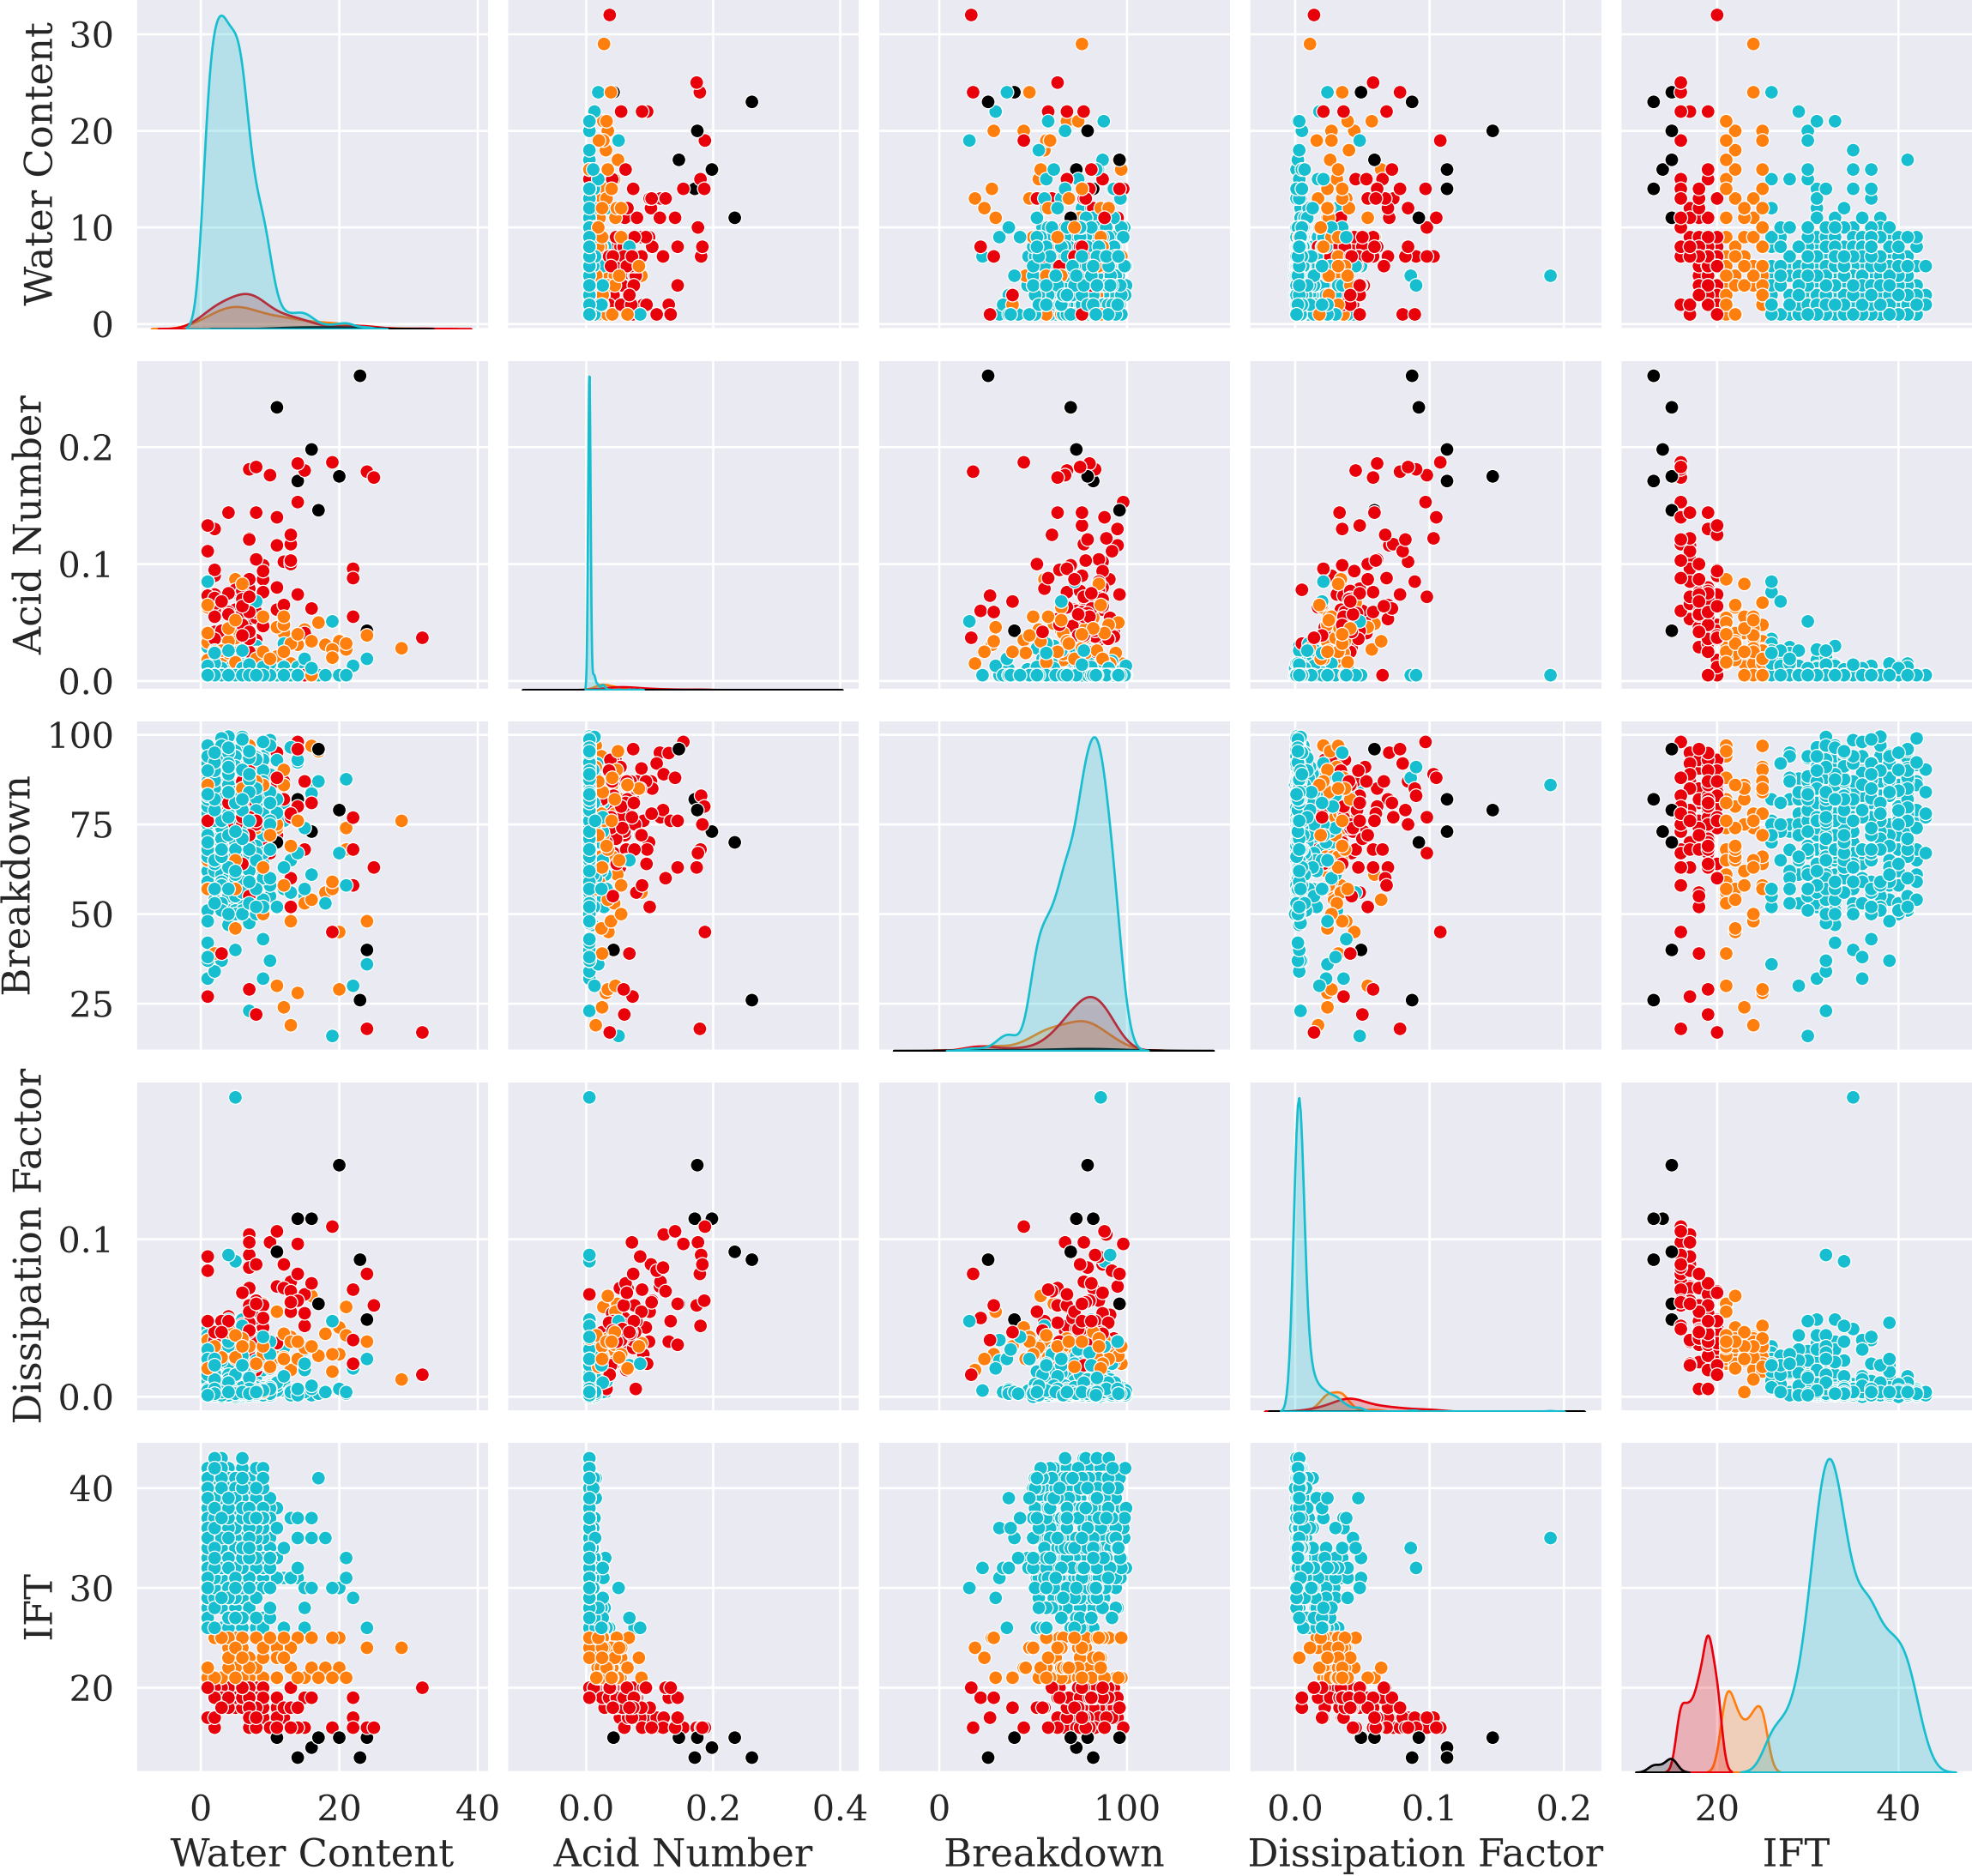 Water Content
30
20
10
0
Acid Number
0.2
0.1
0.0
Breakdown
100
75
50
25
Dissipation Factor
0.1
0.0
IFT
40
30
20
0 20 40 0.0 0.2 0.4 0 100 0.0 0.1 0.2 20 40
Water Content Acid Number Breakdown Dissipation Factor IFT